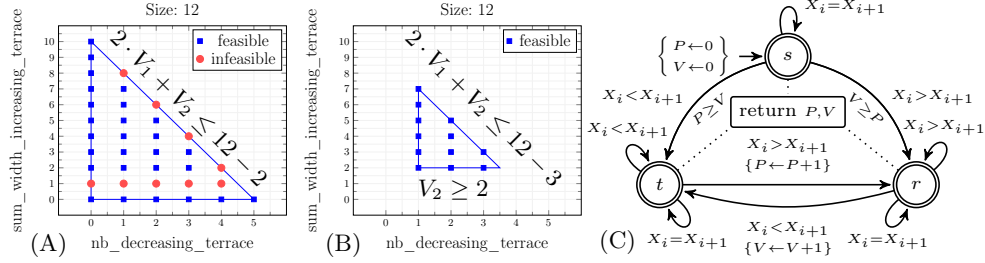 Size: 12
sum_width_increasing_terrace
10
9
8
7
6
5
4
3
2
1
0
feasible
infeasible
2 · V₁ + V₂ ≤ 12 − 2
0 1 2 3 4 5
nb_decreasing_terrace
(A)
Size: 12
sum_width_increasing_terrace
10
9
8
7
6
5
4
3
2
1
0
feasible
2 · V₁ + V₂ ≤ 12 − 3
V₂ ≥ 2
0 1 2 3 4 5
nb_decreasing_terrace
(B)
Xᵢ=Xᵢ₊₁
{ P←0
V←0 }
s
Xᵢ<Xᵢ₊₁
P≥V
V≥P
Xᵢ>Xᵢ₊₁
return P,V
Xᵢ<Xᵢ₊₁
Xᵢ>Xᵢ₊₁
Xᵢ>Xᵢ₊₁
{P←P+1}
t
r
Xᵢ<Xᵢ₊₁
{V←V+1}
Xᵢ=Xᵢ₊₁
Xᵢ=Xᵢ₊₁
(C)